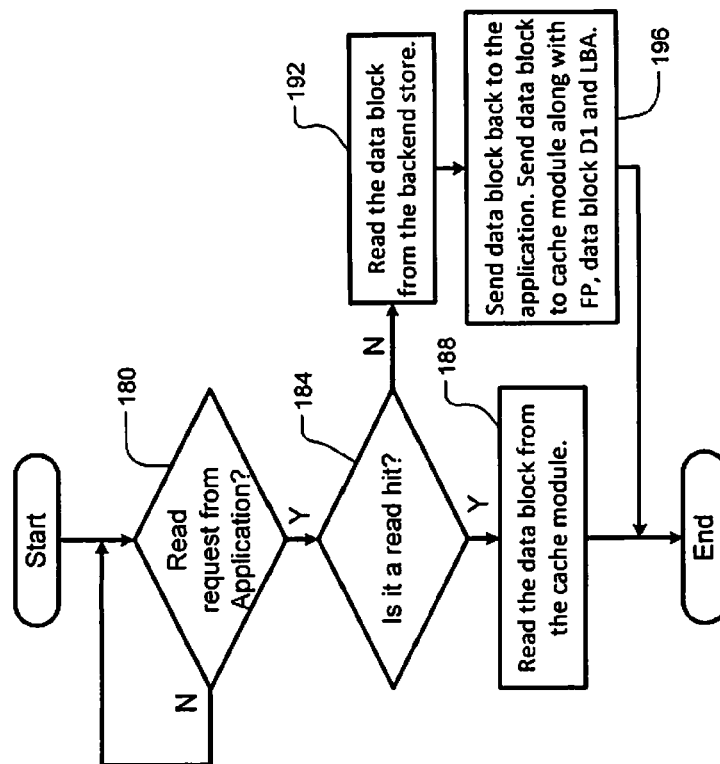 Start
180
Read
request from
Application?
N
Y
184
Is it a read hit?
N
Y
192
Read the data block
from the backend store.
Send data block back to the
application. Send data block
to cache module along with
FP, data block D1 and LBA.
196
188
Read the data block from
the cache module.
End